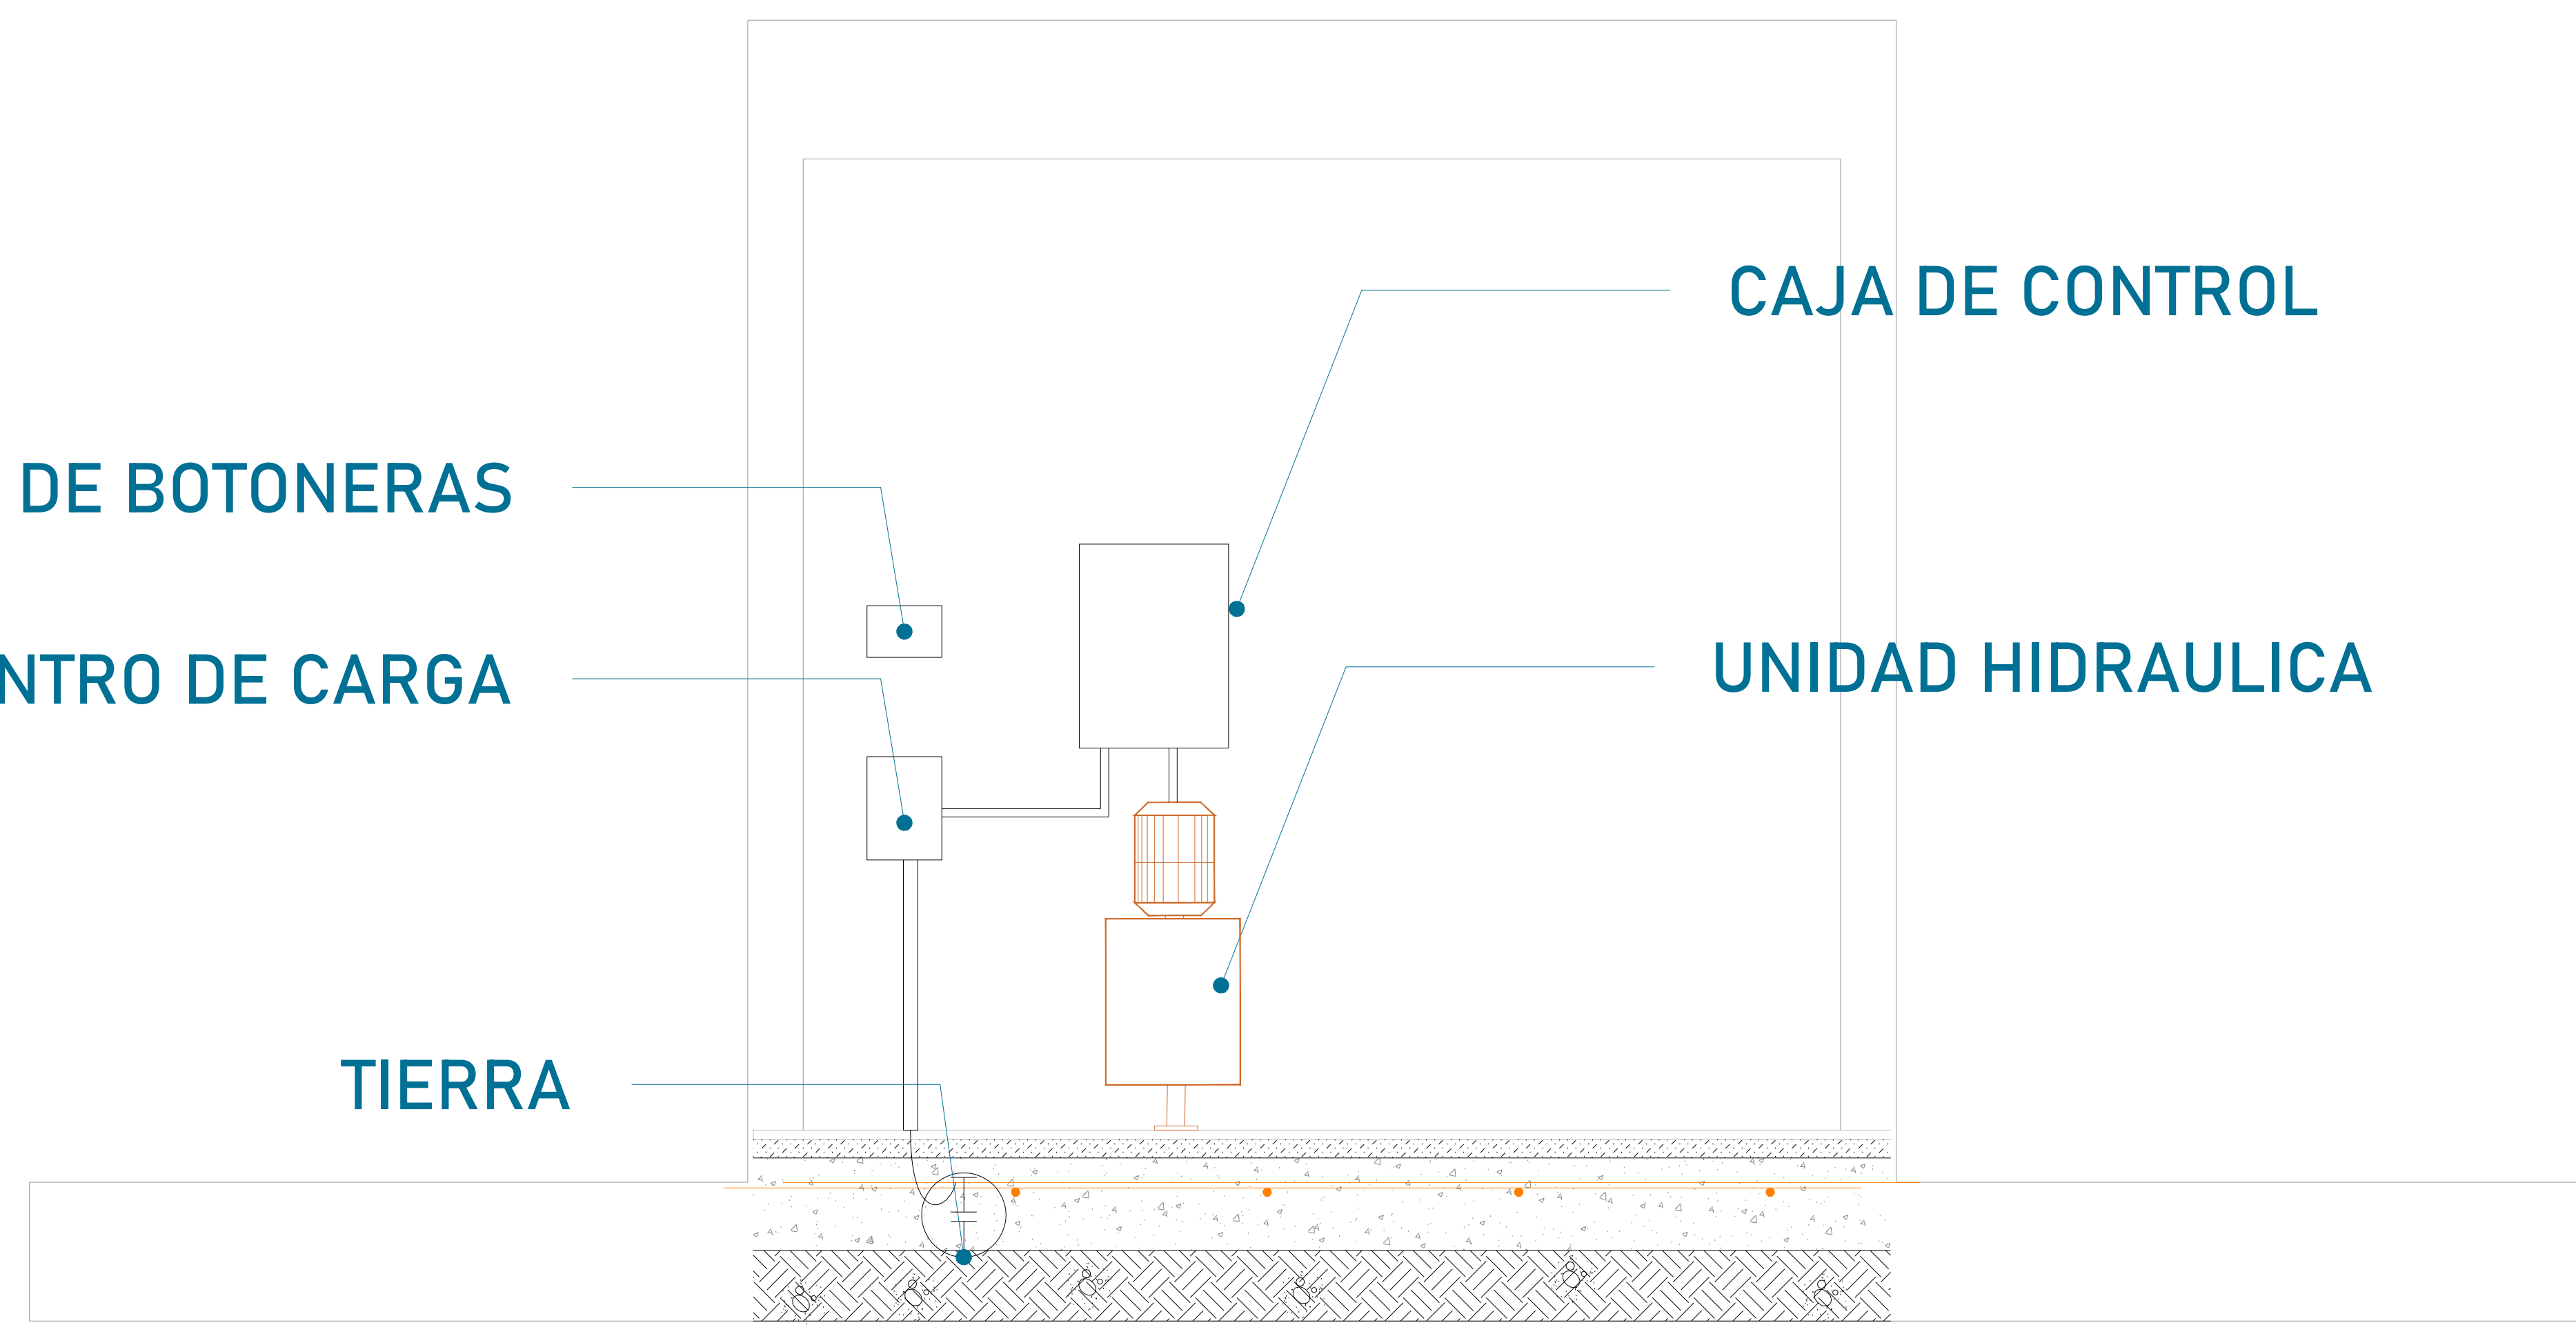 CAJA DE CONTROL
DE BOTONERAS
NTRO DE CARGA
UNIDAD HIDRAULICA
TIERRA